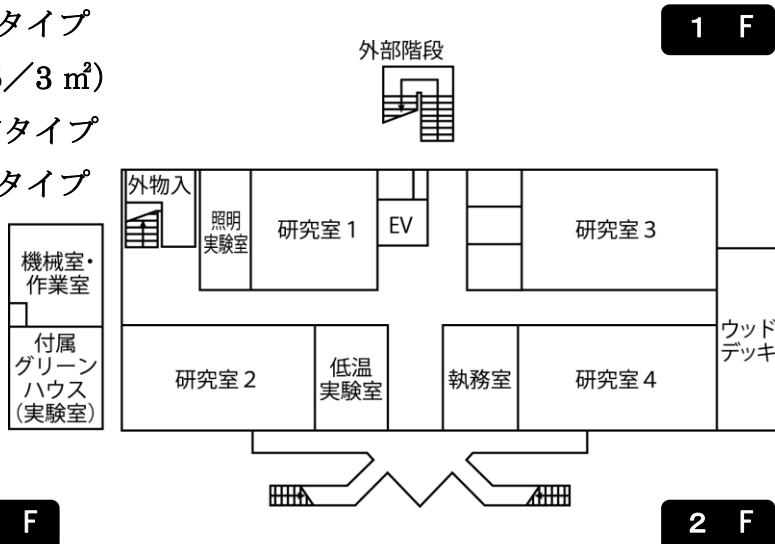 タイプ
1 F
外部階段
／3 ㎡）
タイプ
タイプ
外物入
照明
実験室
研究室 1
EV
研究室 3
機械室・
作業室
付属
グリーン
ハウス
（実験室）
ウッド
デッキ
研究室 2
低温
実験室
執務室
研究室 4
F
2 F